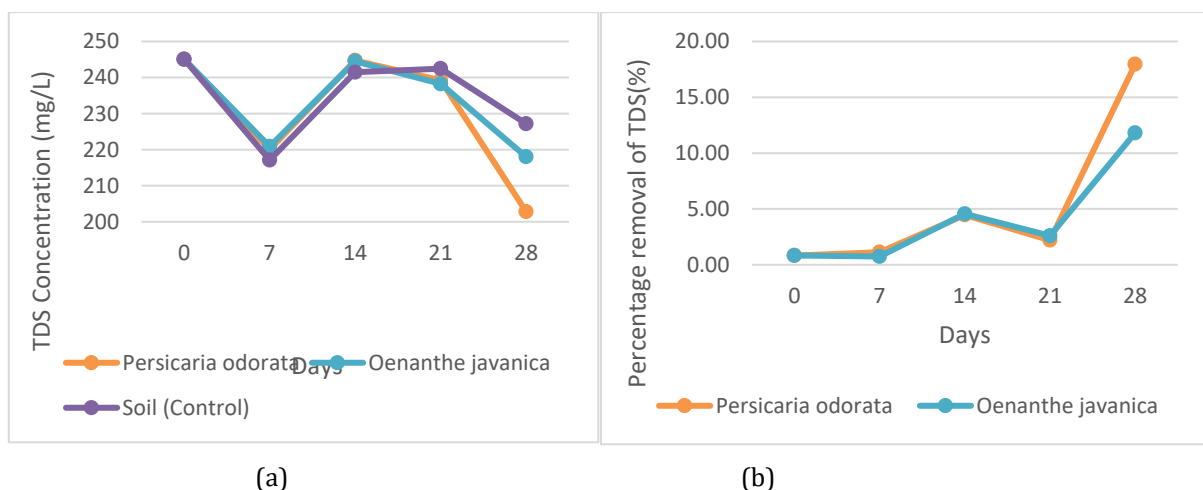 250
240
230
220
210
200
TDS Concentration (mg/L)
0 7 14 21 28
Days
Persicaria odorata
Oenanthe javanica
Soil (Control)
20.00
15.00
10.00
5.00
0.00
Percentage removal of TDS(%)
0 7 14 21 28
Days
Persicaria odorata
Oenanthe javanica
(a)
(b)